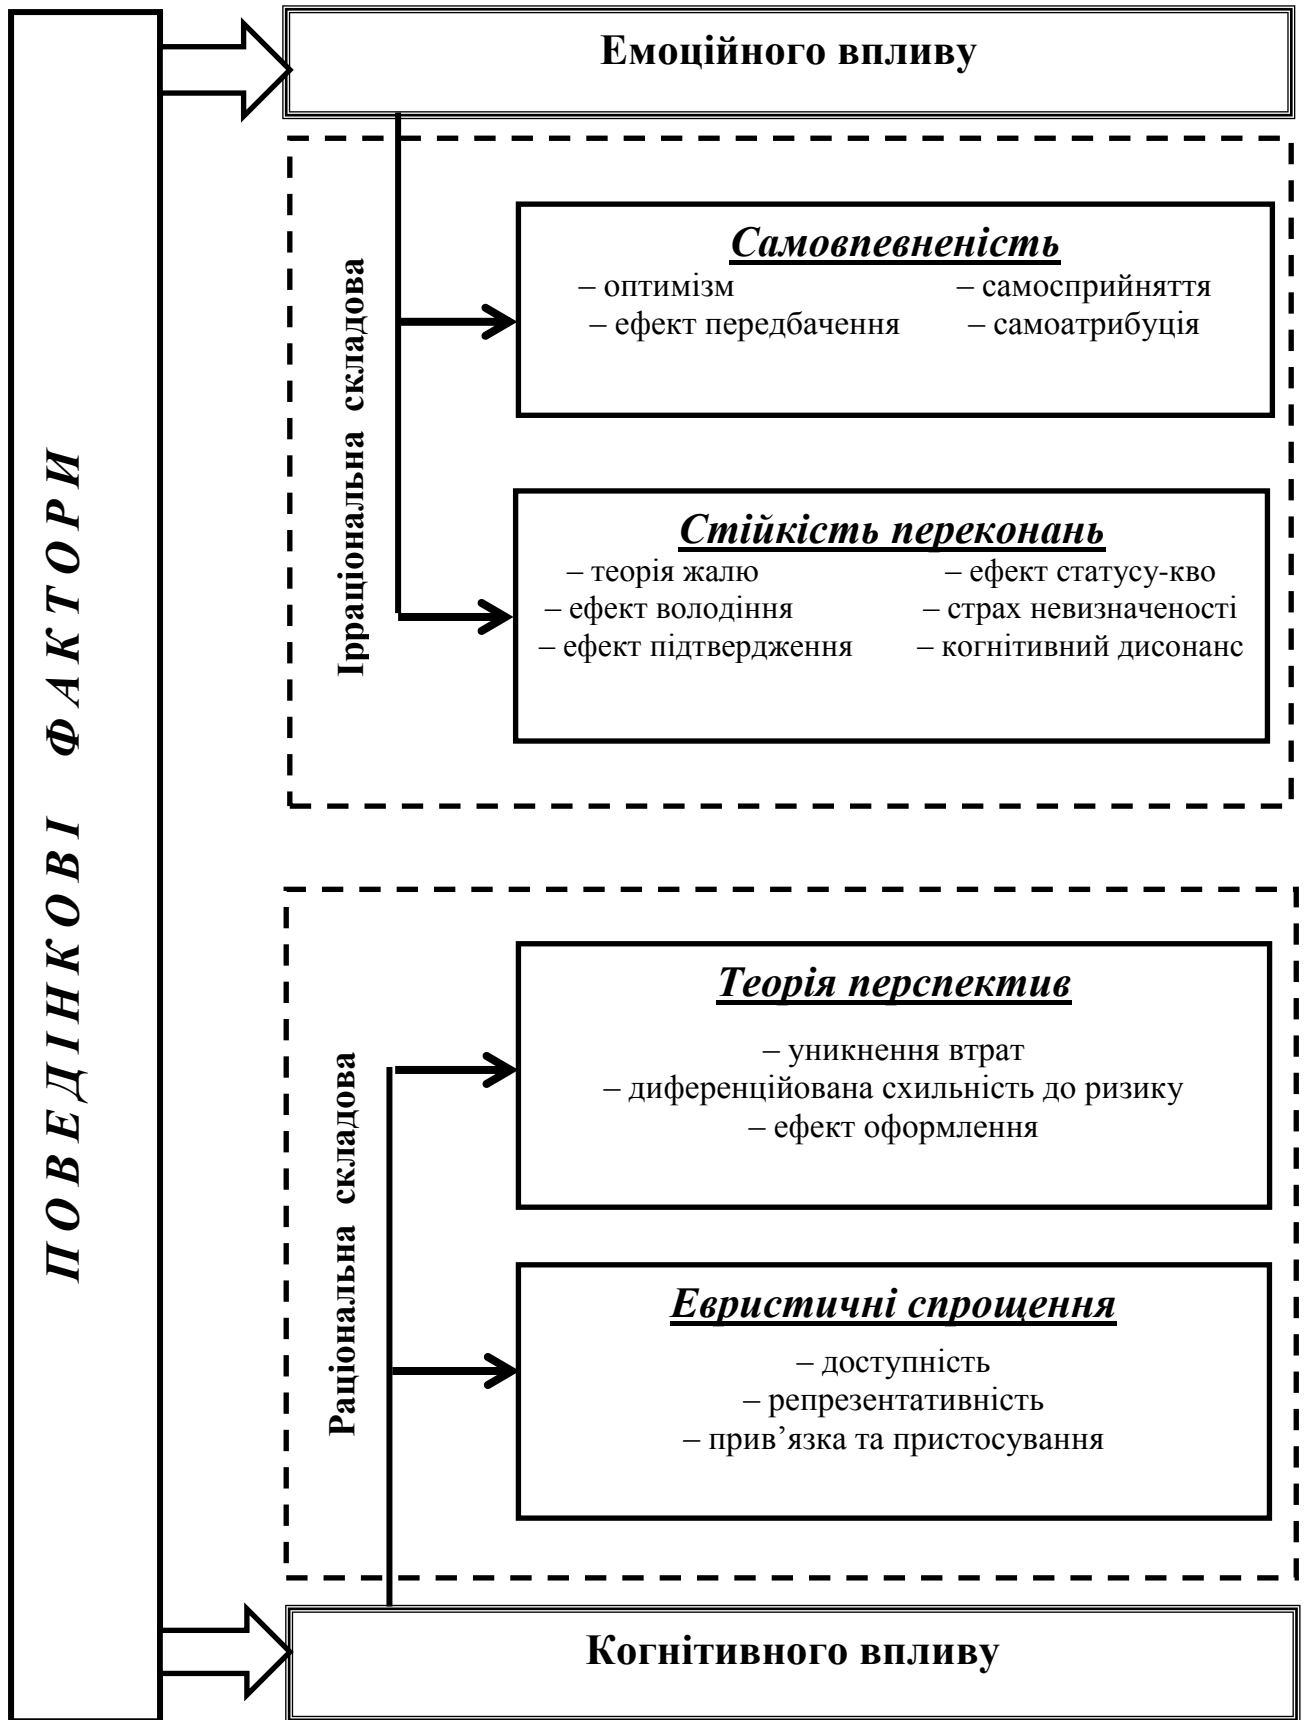 ПОВЕДІНКОВІ ФАКТОРИ
Емоційного впливу
Ірраціональна складова
Самовпевненість
– оптимізм – самосприйняття
– ефект передбачення – самоатрибуція
Стійкість переконань
– теорія жалю – ефект статусу-кво
– ефект володіння – страх невизначеності
– ефект підтвердження – когнітивний дисонанс
Раціональна складова
Теорія перспектив
– уникнення втрат
– диференційована схильність до ризику
– ефект оформлення
Евристичні спрощення
– доступність
– репрезентативність
– прив’язка та пристосування
Когнітивного впливу